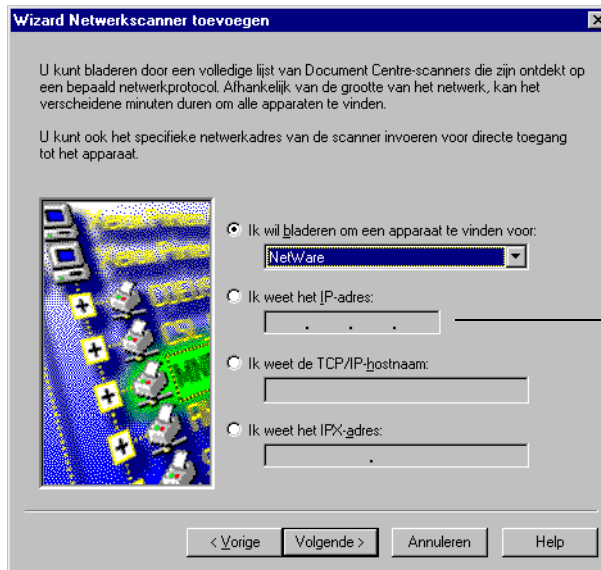 Wizard Netwerkscanner toevoegen
U kunt bladeren door een volledige lijst van Document Centre-scanners die zijn ontdekt op
een bepaald netwerkprotocol. Afhankelijk van de grootte van het netwerk, kan het
verscheidene minuten duren om alle apparaten te vinden.
U kunt ook het specifieke netwerkadres van de scanner invoeren voor directe toegang
tot het apparaat.
Ik wil bladeren om een apparaat te vinden voor:
NetWare
Ik weet het IP-adres:
. . .
Ik weet de TCP/IP-hostnaam:
Ik weet het IPX-adres:
.
< Vorige
Volgende >
Annuleren
Help